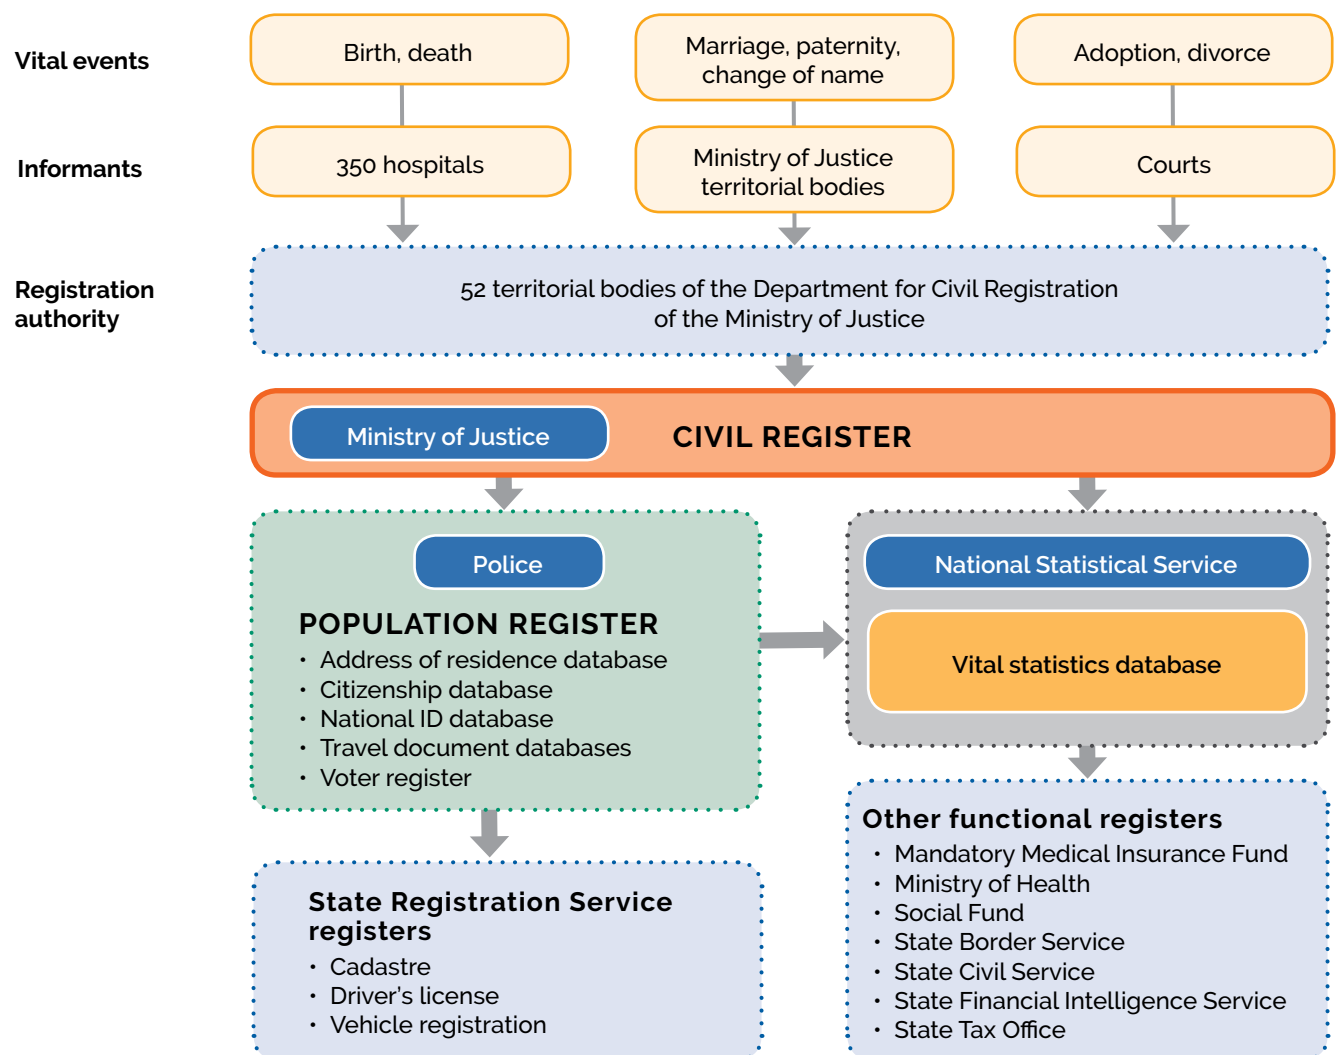 Vital events
Birth, death
Marriage, paternity,
change of name
Adoption, divorce
Informants
350 hospitals
Ministry of Justice
territorial bodies
Courts
Registration
authority
52 territorial bodies of the Department for Civil Registration
of the Ministry of Justice
Ministry of Justice
CIVIL REGISTER
Police
POPULATION REGISTER
• Address of residence database
• Citizenship database
• National ID database
• Travel document databases
• Voter register
National Statistical Service
Vital statistics database
State Registration Service
registers
• Cadastre
• Driver's license
• Vehicle registration
Other functional registers
• Mandatory Medical Insurance Fund
• Ministry of Health
• Social Fund
• State Border Service
• State Civil Service
• State Financial Intelligence Service
• State Tax Office